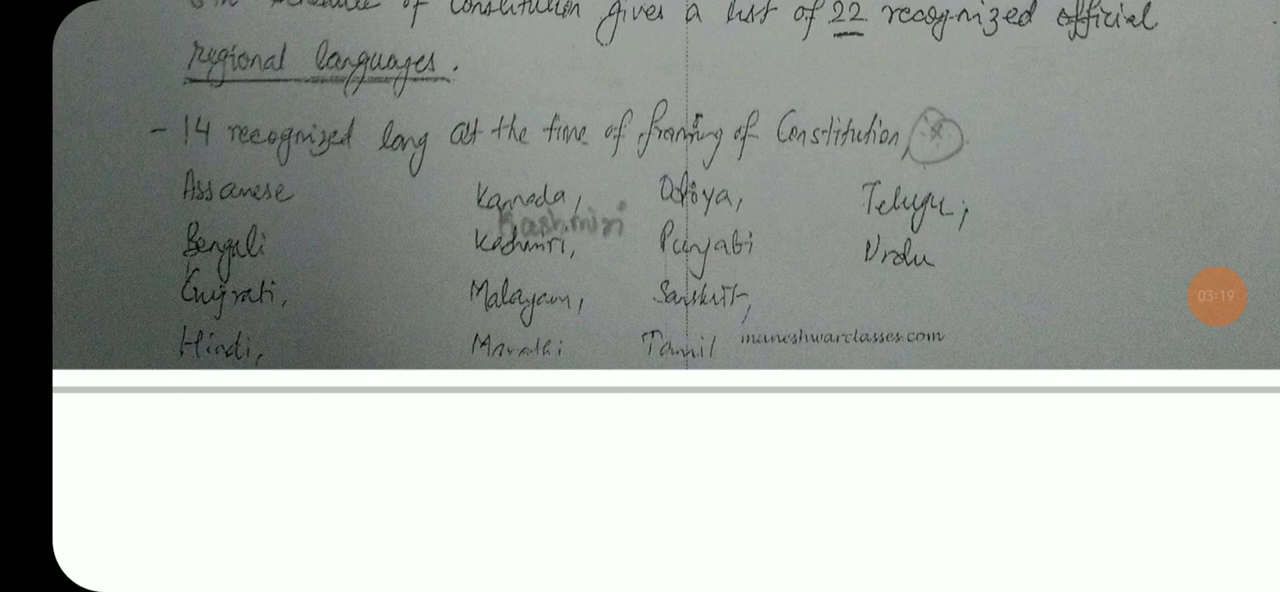 of Constitution gives a list of 22 recognized official
regional languages.
- 14 recognized lang at the time of framing of Constitution,
Assamese Kannada, Oriya, Telugu,
Kashmiri
Bengali Kashmiri, Punjabi Urdu
Gujrati, Malayam, Sanskrit,
Hindi, Marathi Tamil maneshwarclasses.com
03:19